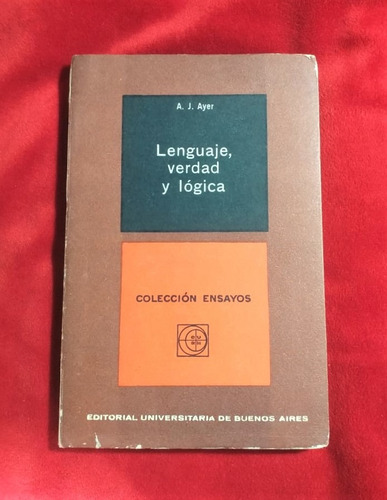 A. J. Ayer
Lenguaje,
verdad
y lógica
COLECCIÓN ENSAYOS
EDITORIAL UNIVERSITARIA DE BUENOS AIRES